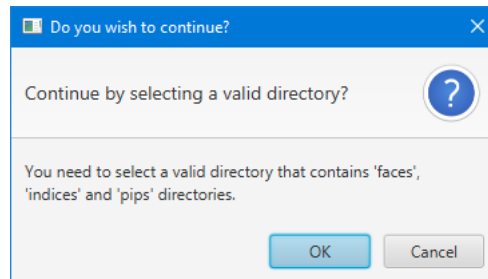 Do you wish to continue?
Continue by selecting a valid directory?
You need to select a valid directory that contains 'faces',
'indices' and 'pips' directories.
OK
Cancel